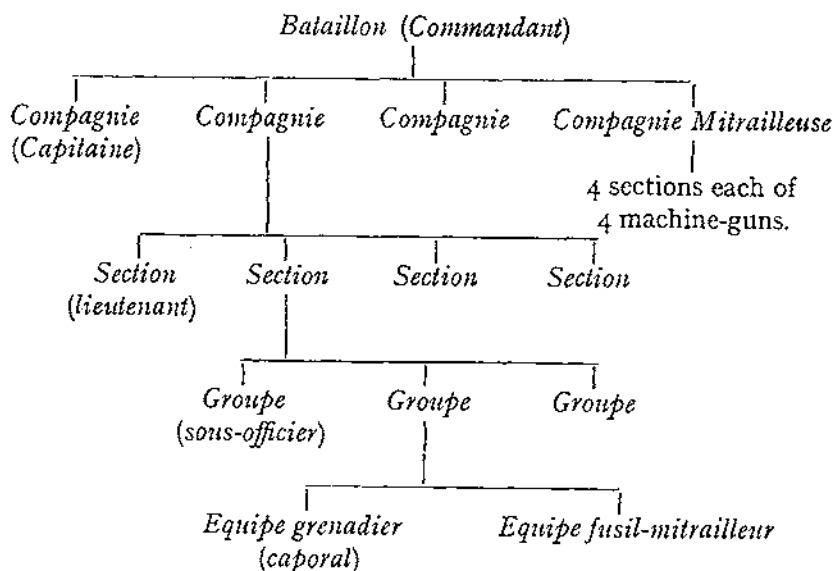 Bataillon (Commandant)
Compagnie Compagnie Compagnie Compagnie Mitrailleuse
(Capitaine)
4 sections each of
4 machine-guns.
Section Section Section Section
(lieutenant)
Groupe Groupe Groupe
(sous-officier)
Equipe grenadier Equipe fusil-mitrailleur
(caporal)